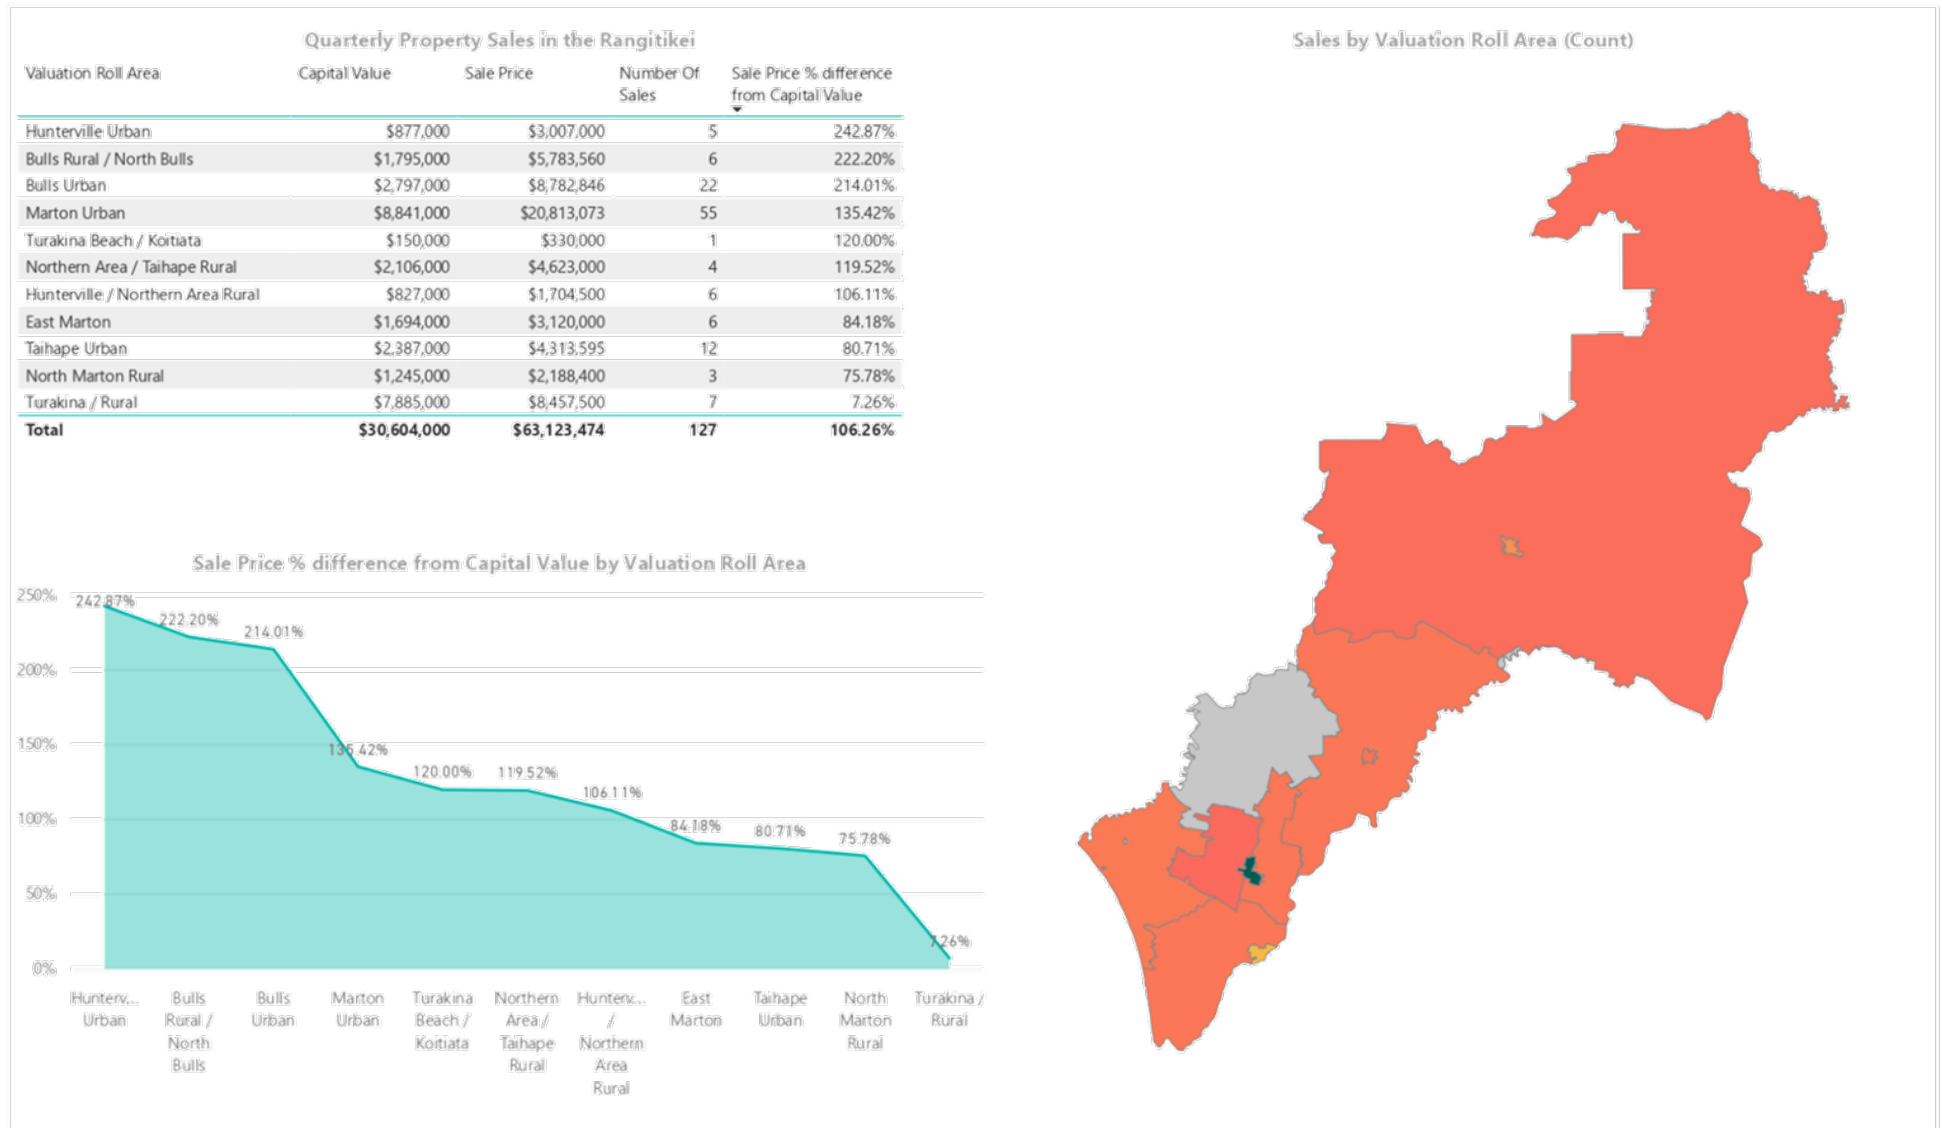 Quarterly Property Sales in the Rangitikei
Valuation Roll Area Capital Value Sale Price Number Of Sales Sale Price % difference from Capital Value
Hunterville Urban $877,000 $3,007,000 5 242.87%
Bulls Rural / North Bulls $1,795,000 $5,783,560 6 222.20%
Bulls Urban $2,797,000 $8,782,846 22 214.01%
Marton Urban $8,841,000 $20,813,073 55 135.42%
Turakina Beach / Koitiata $150,000 $330,000 1 120.00%
Northern Area / Taihape Rural $2,106,000 $4,623,000 4 119.52%
Hunterville / Northern Area Rural $827,000 $1,704,500 6 106.11%
East Marton $1,694,000 $3,120,000 6 84.18%
Taihape Urban $2,387,000 $4,313,595 12 80.71%
North Marton Rural $1,245,000 $2,188,400 3 75.78%
Turakina / Rural $7,885,000 $8,457,500 7 7.26%
Total $30,604,000 $63,123,474 127 106.26%
Sale Price % difference from Capital Value by Valuation Roll Area
250%
200%
150%
100%
50%
0%
242.87%
222.20%
214.01%
135.42%
120.00%
119.52%
106.11%
84.18%
80.71%
75.78%
7.26%
Hunterv... Urban
Bulls Rural / North Bulls
Bulls Urban
Marton Urban
Turakina Beach / Koitiata
Northern Area / Taihape Rural
Hunterv... / Northern Area Rural
East Marton
Taihape Urban
North Marton Rural
Turakina / Rural
Sales by Valuation Roll Area (Count)